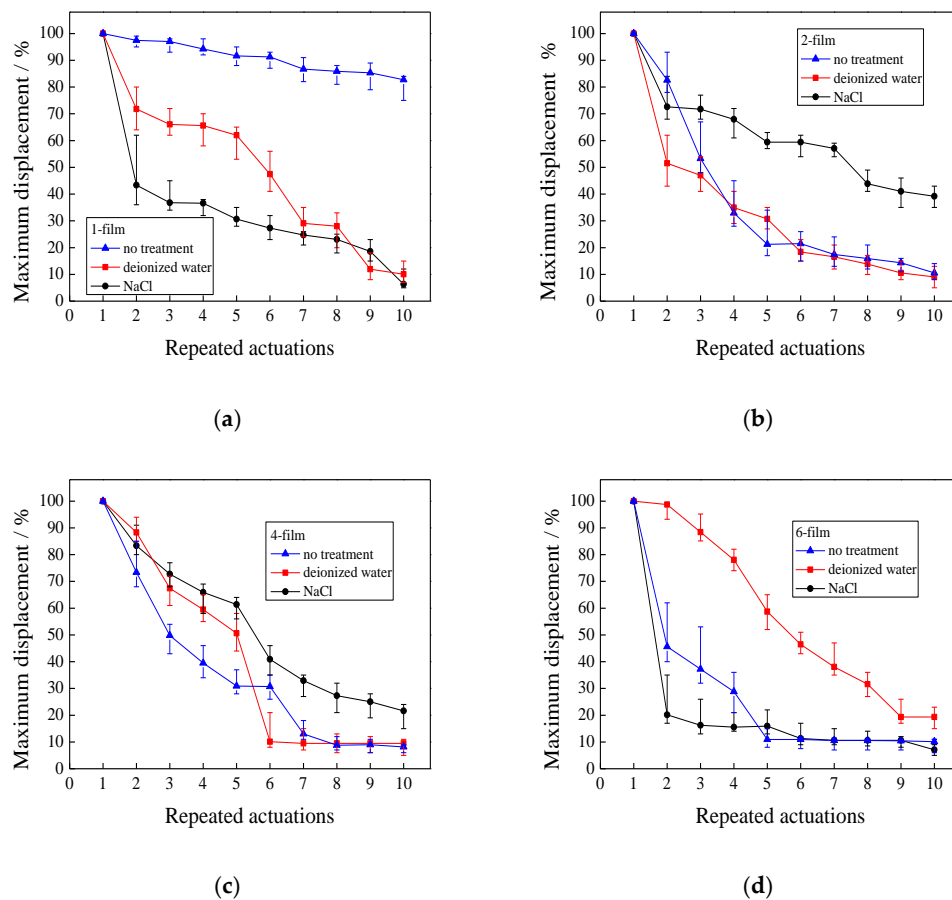 Maximum displacement / %
100
90
80
70
60
50
40
30
20
10
0
1-film
no treatment
deionized water
NaCl
0 1 2 3 4 5 6 7 8 9 10
Repeated actuations
(a)
Maximum displacement %
100
90
80
70
60
50
40
30
20
10
0
2-film
no treatment
deionized water
NaCl
0 1 2 3 4 5 6 7 8 9 10
Repeated actuations
(b)
Maximum displacement / %
100
90
80
70
60
50
40
30
20
10
0
4-film
no treatment
deionized water
NaCl
0 1 2 3 4 5 6 7 8 9 10
Repeated actuations
(c)
Maximum displacement / %
100
90
80
70
60
50
40
30
20
10
0
6-film
no treatment
deionized water
NaCl
0 1 2 3 4 5 6 7 8 9 10
Repeated actuations
(d)